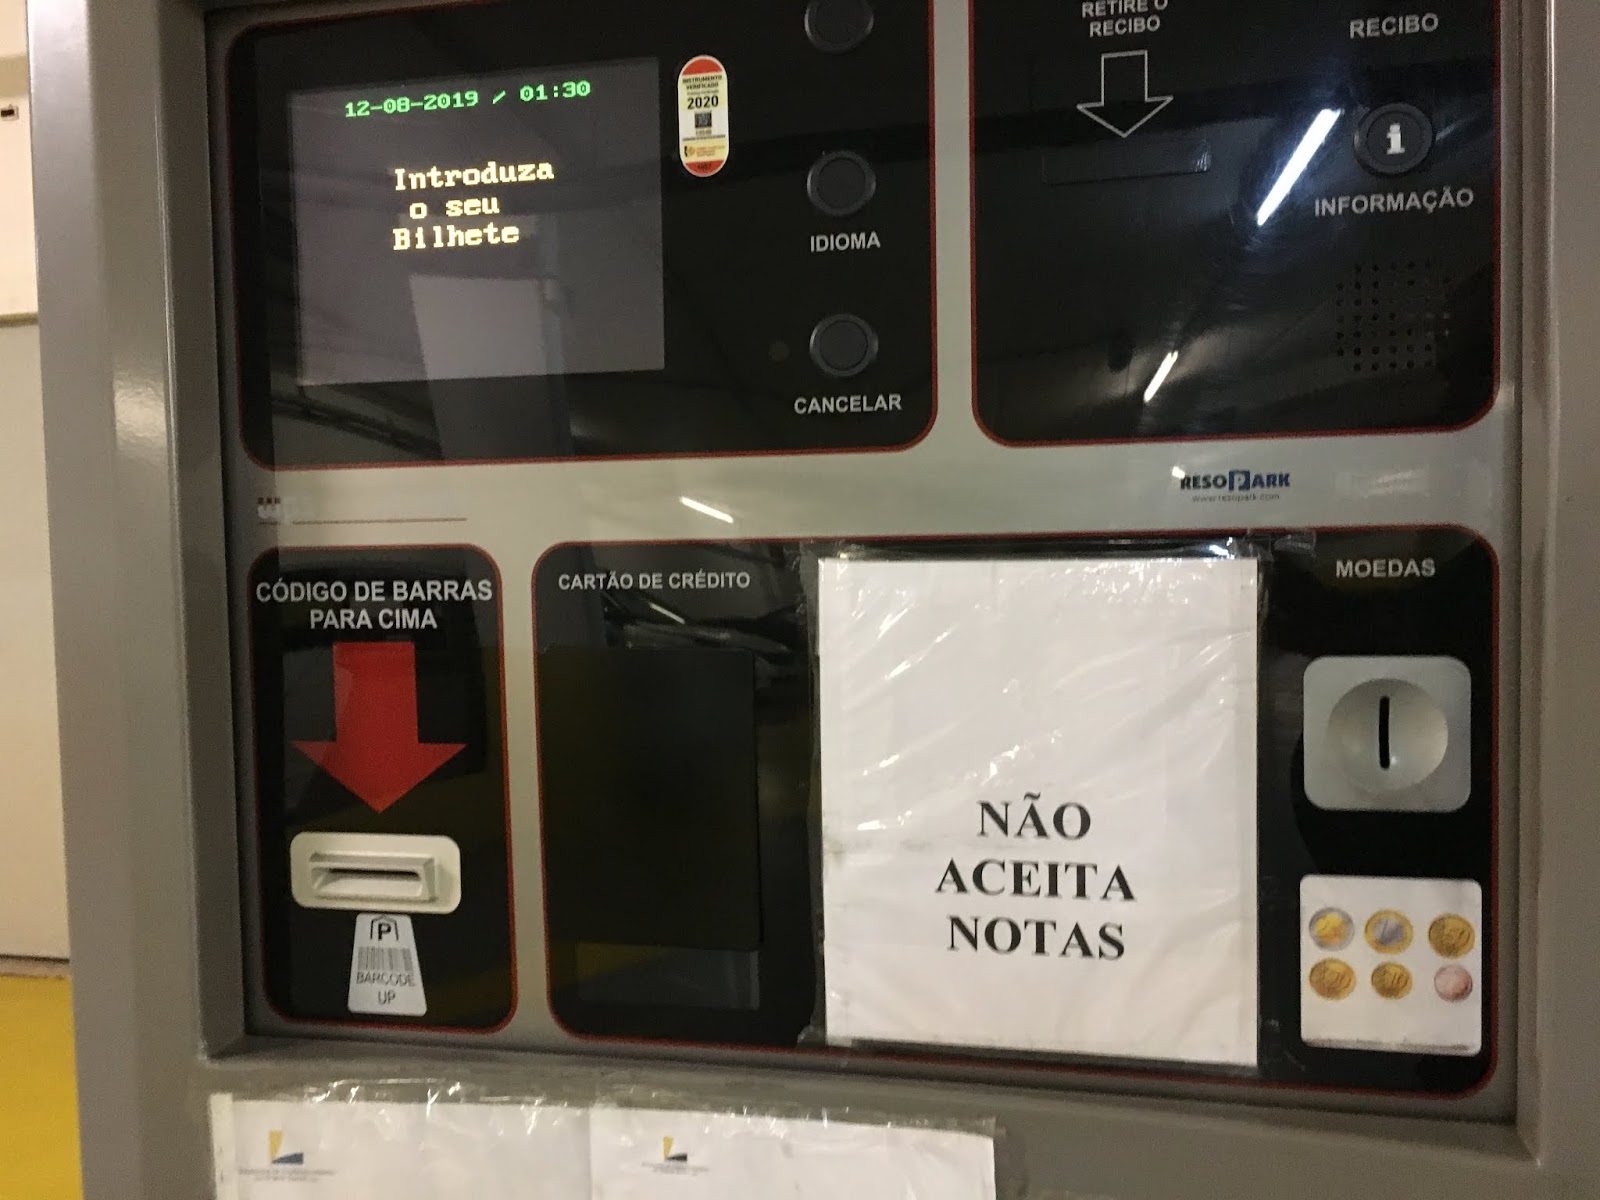 12-08-2019 / 01:30
Introduza
o seu
Bilhete
INSTRUMENTO
VERIFICADO
2020
IDIOMA
CANCELAR
RETIRE O
RECIBO
RECIBO
i
INFORMAÇÃO
RESOPARK
www.resopark.com
CÓDIGO DE BARRAS
PARA CIMA
P
BARCODE
UP
CARTÃO DE CRÉDITO
NÃO
ACEITA
NOTAS
MOEDAS